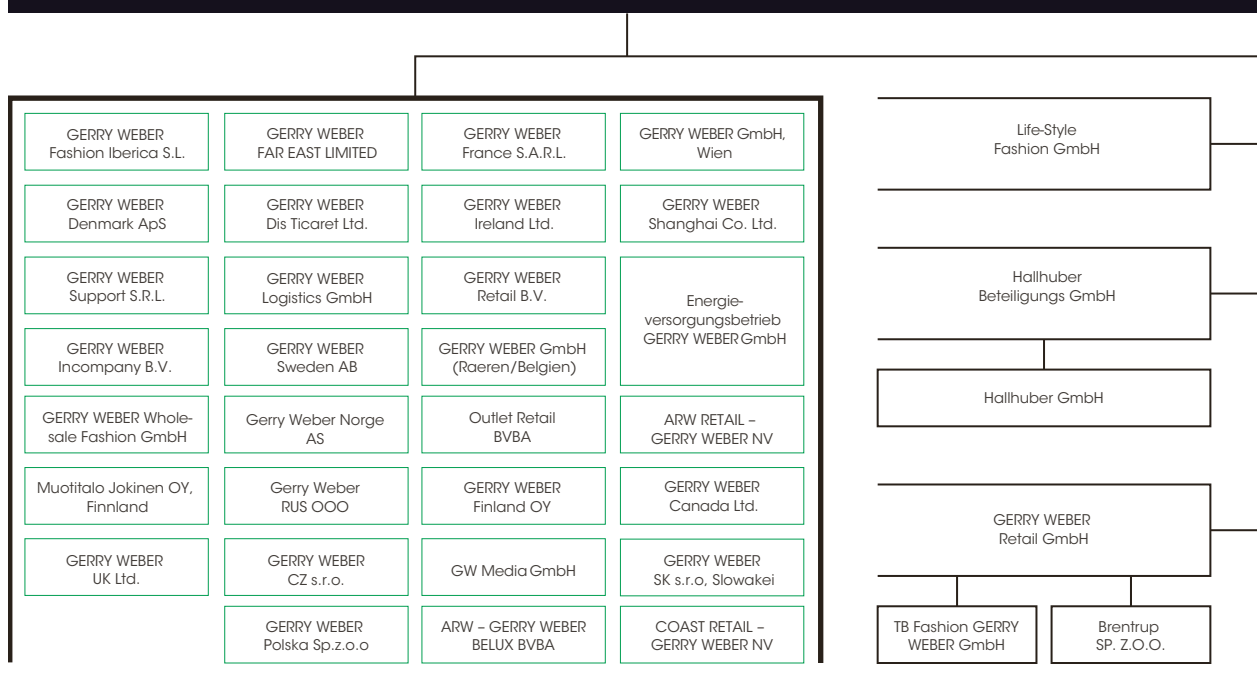 GERRY WEBER
Fashion Iberica S.L.
GERRY WEBER
FAR EAST LIMITED
GERRY WEBER
France S.A.R.L.
GERRY WEBER GmbH,
Wien
GERRY WEBER
Denmark ApS
GERRY WEBER
Dis Ticaret Ltd.
GERRY WEBER
Ireland Ltd.
GERRY WEBER
Shanghai Co. Ltd.
GERRY WEBER
Support S.R.L.
GERRY WEBER
Logistics GmbH
GERRY WEBER
Retail B.V.
Energie-
versorgungsbetrieb
GERRY WEBER GmbH
GERRY WEBER
Incompany B.V.
GERRY WEBER
Sweden AB
GERRY WEBER GmbH
(Raeren/Belgien)
GERRY WEBER Whole-
sale Fashion GmbH
Gerry Weber Norge
AS
Outlet Retail
BVBA
ARW RETAIL –
GERRY WEBER NV
Muotitalo Jokinen OY,
Finnland
Gerry Weber
RUS OOO
GERRY WEBER
Finland OY
GERRY WEBER
Canada Ltd.
GERRY WEBER
UK Ltd.
GERRY WEBER
CZ s.r.o.
GW Media GmbH
GERRY WEBER
SK s.r.o, Slowakei
GERRY WEBER
Polska Sp.z.o.o
ARW – GERRY WEBER
BELUX BVBA
COAST RETAIL –
GERRY WEBER NV
Life-Style
Fashion GmbH
Hallhuber
Beteiligungs GmbH
Hallhuber GmbH
GERRY WEBER
Retail GmbH
TB Fashion GERRY
WEBER GmbH
Brentrup
SP. Z.O.O.